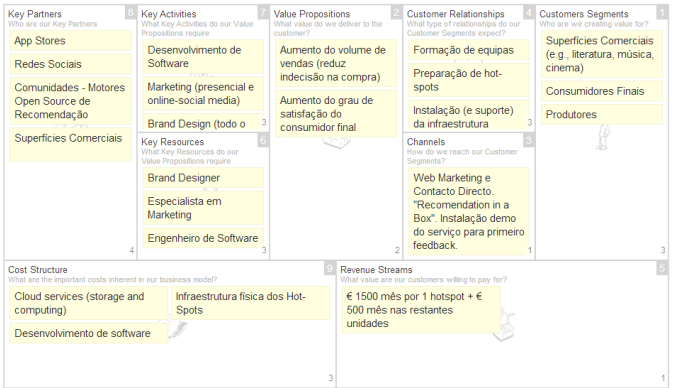 Key Partners
8
Who are our Key Partners
App Stores
Redes Sociais
Comunidades - Motores
Open Source de
Recomendação
Superfícies Comerciais
4
Key Activities
7
What Key Activities do our Value
Propositions require
Desenvolvimento de
Software
Marketing (presencial e
online-social media)
Brand Design (todo o
3
Key Resources
6
What Key Resources do our
Value Propositions require
Brand Designer
Especialista em
Marketing
Engenheiro de Software
3
Value Propositions
2
What value do we deliver to the
customer?
Aumento do volume de
vendas (reduz
indecisão na compra)
Aumento do grau de
satisfação do
consumidor final
2
Customer Relationships
4
What type of relationships do our
Customer Segments expect?
Formação de equipas
Preparação de hot-
spots
Instalação (e suporte)
da infraestrutura
3
Channels
3
How do we reach our Customer
Segments?
Web Marketing e
Contacto Directo.
"Recomendation in a
Box". Instalação demo
do serviço para primeiro
feedback.
1
Customers Segments
1
Who are we creating value for?
Superfícies Comerciais
(e.g., literatura, música,
cinema)
Consumidores Finais
Produtores
3
Cost Structure
9
What are the important costs inherent in our business model?
Cloud services (storage and
computing)
Desenvolvimento de software
Infraestrutura física dos Hot-
Spots
3
Revenue Streams
5
What value are our customers willing to pay for?
€ 1500 mês por 1 hotspot + €
500 mês nas restantes
unidades
1